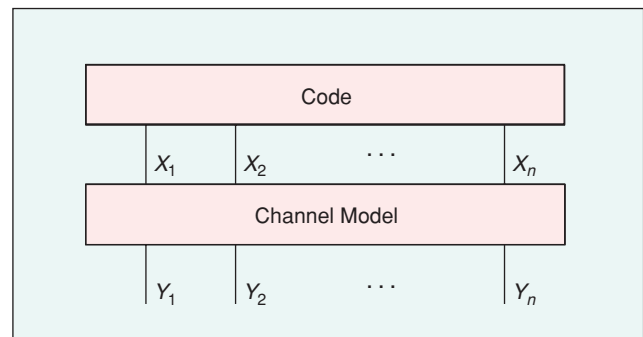 Code
X₁ X₂ ... Xₙ
Channel Model
Y₁ Y₂ ... Yₙ